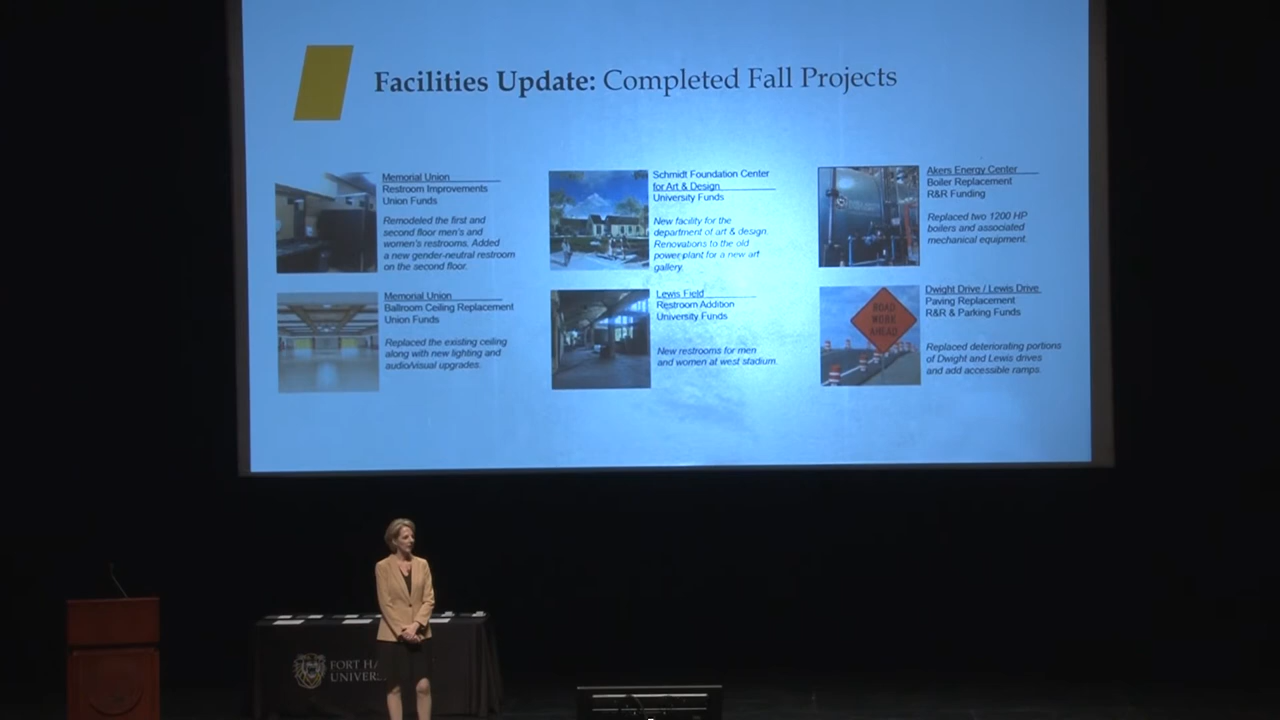 Facilities Update: Completed Fall Projects
Memorial Union
Restroom Improvements
Union Funds
Remodeled the first and
second floor men's and
women's restrooms. Added
a new gender-neutral restroom
on the second floor.
Schmidt Foundation Center
for Art & Design
University Funds
New facility for the
department of art & design.
Renovations to the old
power-plant for a new art
gallery.
Akers Energy Center
Boiler Replacement
R&R Funding
Replaced two 1200 HP
boilers and associated
mechanical equipment.
Memorial Union
Ballroom Ceiling Replacement
Union Funds
Replaced the existing ceiling
along with new lighting and
audio/visual upgrades.
Lewis Field
Restroom Addition
University Funds
New restrooms for men
and women at west stadium.
ROAD
WORK
AHEAD
Dwight Drive / Lewis Drive
Paving Replacement
R&R & Parking Funds
Replaced deteriorating portions
of Dwight and Lewis drives
and add accessible ramps.
FORT HA
UNIVER